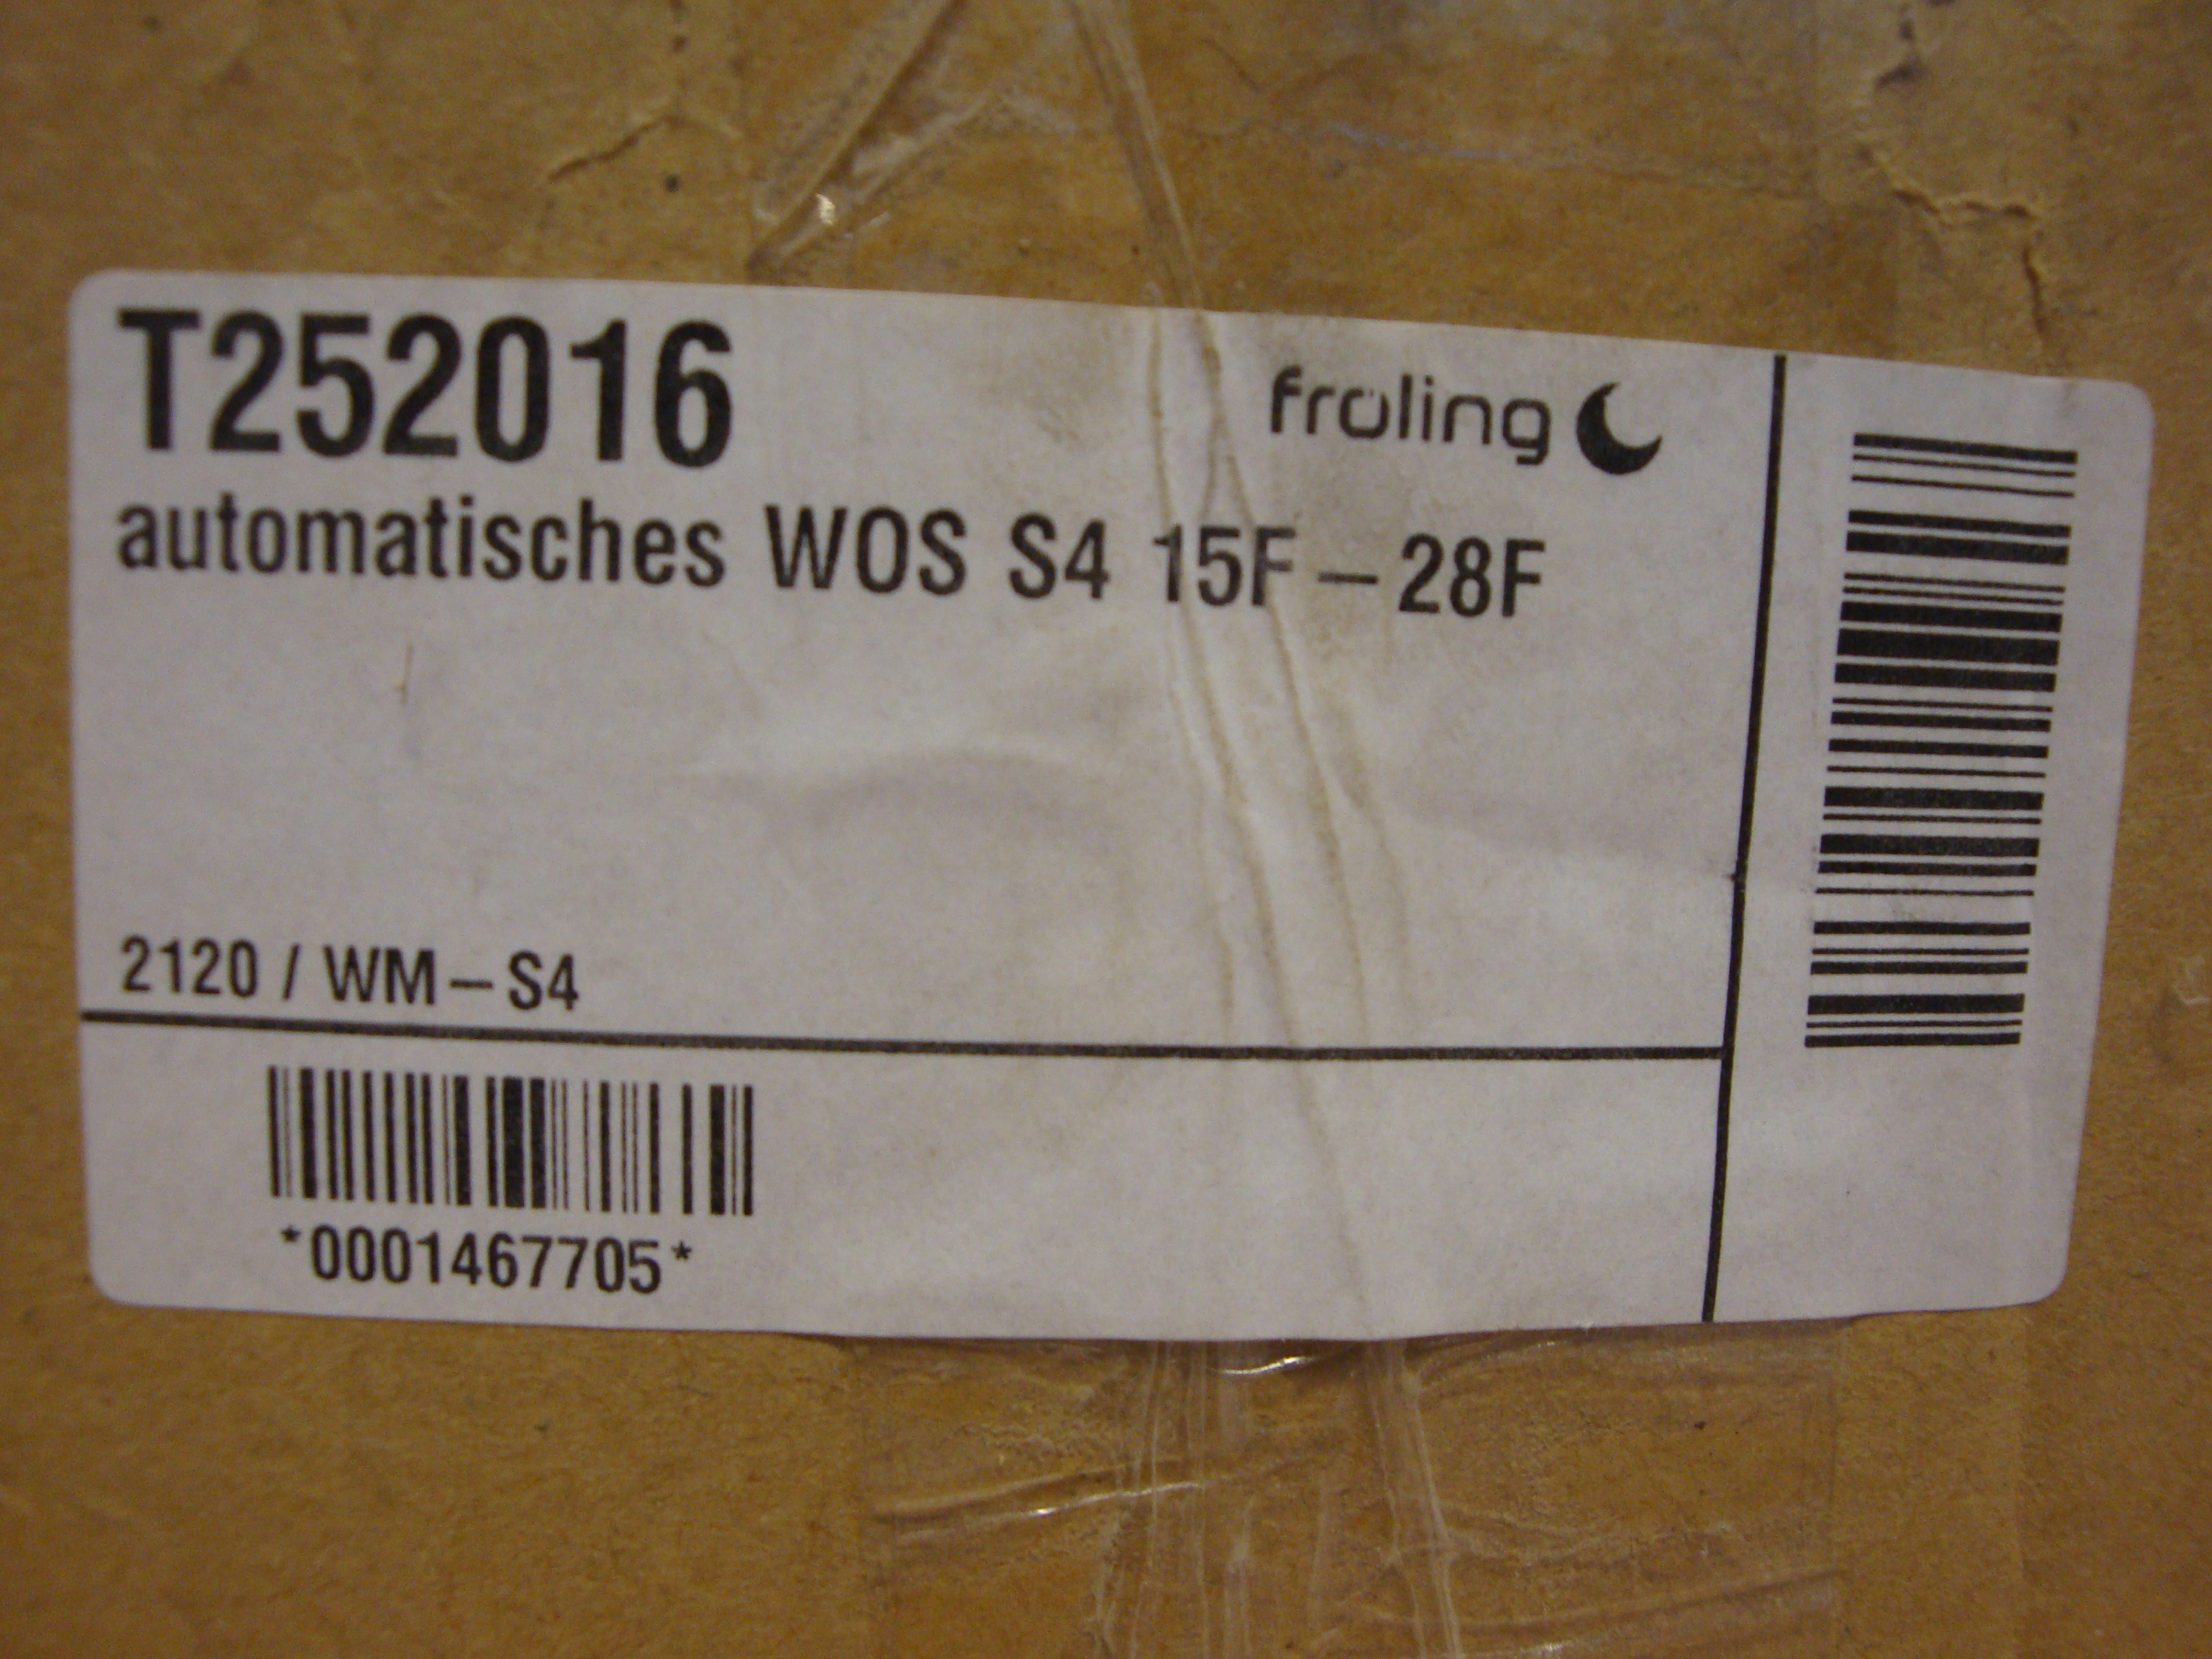 T252016
fröling
automatisches WOS S4 15F-28F
2120 / WM-S4
*0001467705*